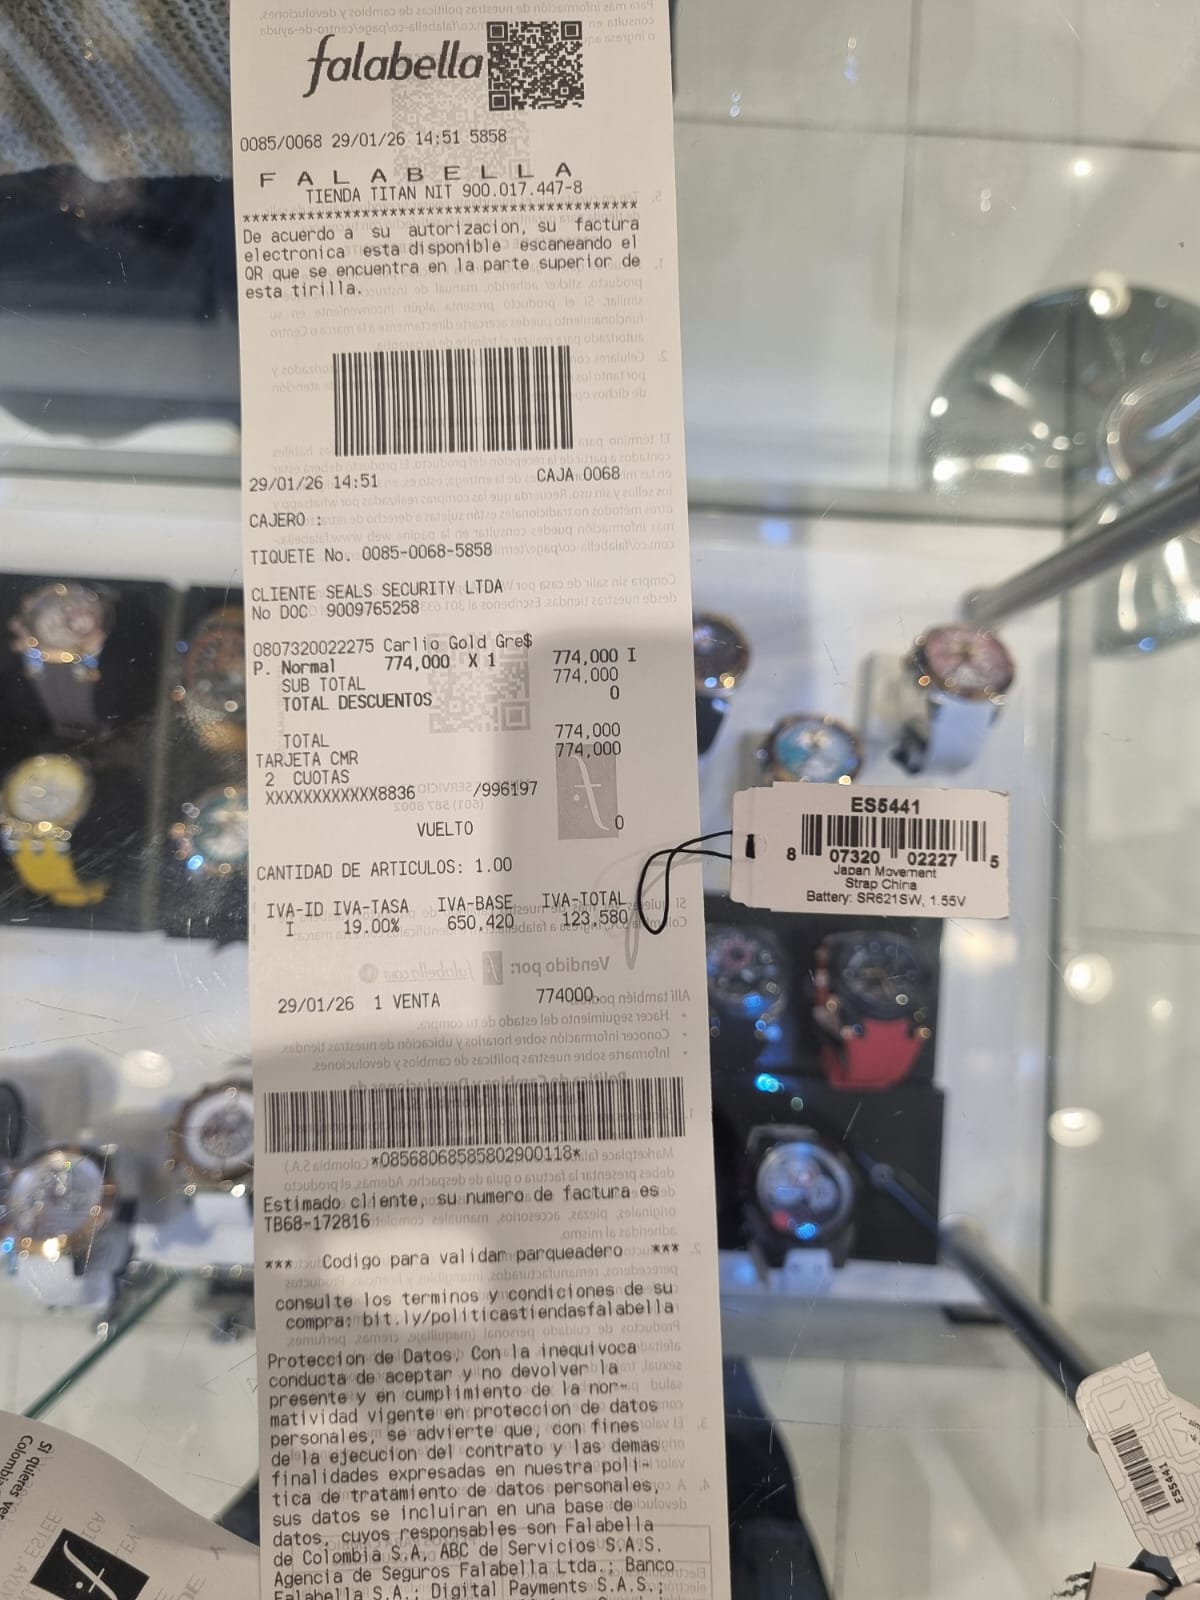 falabella
0085/0068 29/01/26 14:51 5858
F A L A B E L L A
TIENDA TITAN NIT 900.017.447-8
*******************************************
De acuerdo a su autorizacion, su factura
electronica esta disponible escaneando el
QR que se encuentra en la parte superior de
esta tirilla.
29/01/26 14:51 CAJA 0068
CAJERO :
TIQUETE No. 0085-0068-5858
CLIENTE SEALS SECURITY LTDA
No DOC 9009765258
0807320022275 Carlio Gold Gre$
P. Normal 774,000 X 1 774,000 I
SUB TOTAL 774,000
TOTAL DESCUENTOS 0
TOTAL 774,000
TARJETA CMR 774,000
2 CUOTAS
XXXXXXXXXXXX8836 /996197
VUELTO 0
CANTIDAD DE ARTICULOS: 1.00
IVA-ID IVA-TASA IVA-BASE IVA-TOTAL
I 19.00% 650,420 123,580
29/01/26 1 VENTA 774000.
*08568068585802900118*
Estimado cliente, su numero de factura es
TB68-172816
*** Codigo para validar parqueadero ***
consulte los terminos y condiciones de su
compra: bit.ly/politicastiendasfalabella
Proteccion de Datos. Con la inequivoca
conducta de aceptar y no devolver la
presente y en cumplimiento de la nor-
matividad vigente en proteccion de datos
personales, se advierte que, con fines
de la ejecucion del contrato y las demas
finalidades expresadas en nuestra poli-
tica de tratamiento de datos personales,
sus datos se incluiran en una base de
datos, cuyos responsables son Falabella
de Colombia S.A, ABC de Servicios S.A.S.
Agencia de Seguros Falabella Ltda.; Banco
Falabella S.A.; Digital Payments S.A.S.;
ES5441
8 07320 02227 5
Japan Movement
Strap China
Battery: SR621SW, 1.55V
ES5441
Si quieres ver